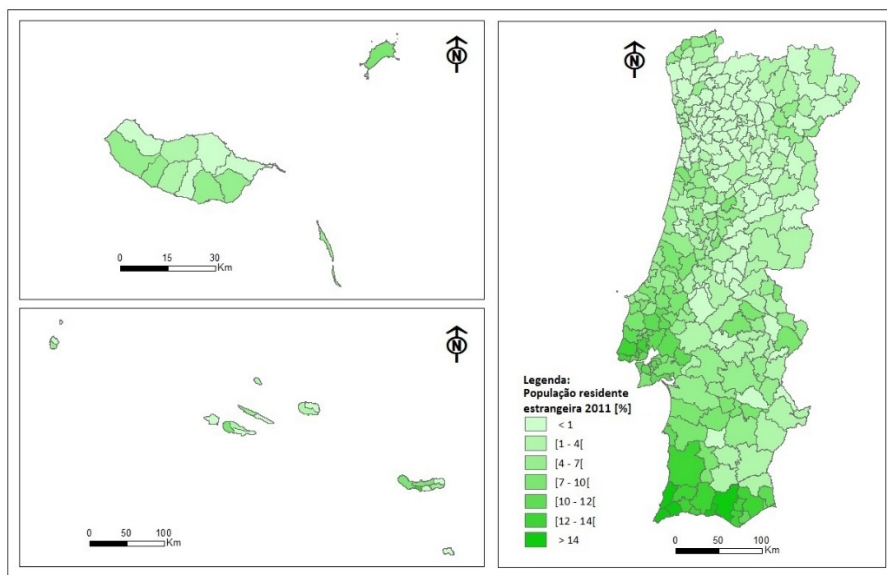 N
0 15 30
Km
N
0 50 100
Km
N
Legenda:
População residente
estrangeira 2011 [%]
< 1
[1 - 4[
[4 - 7[
[7 - 10[
[10 - 12[
[12 - 14[
> 14
0 50 100
Km